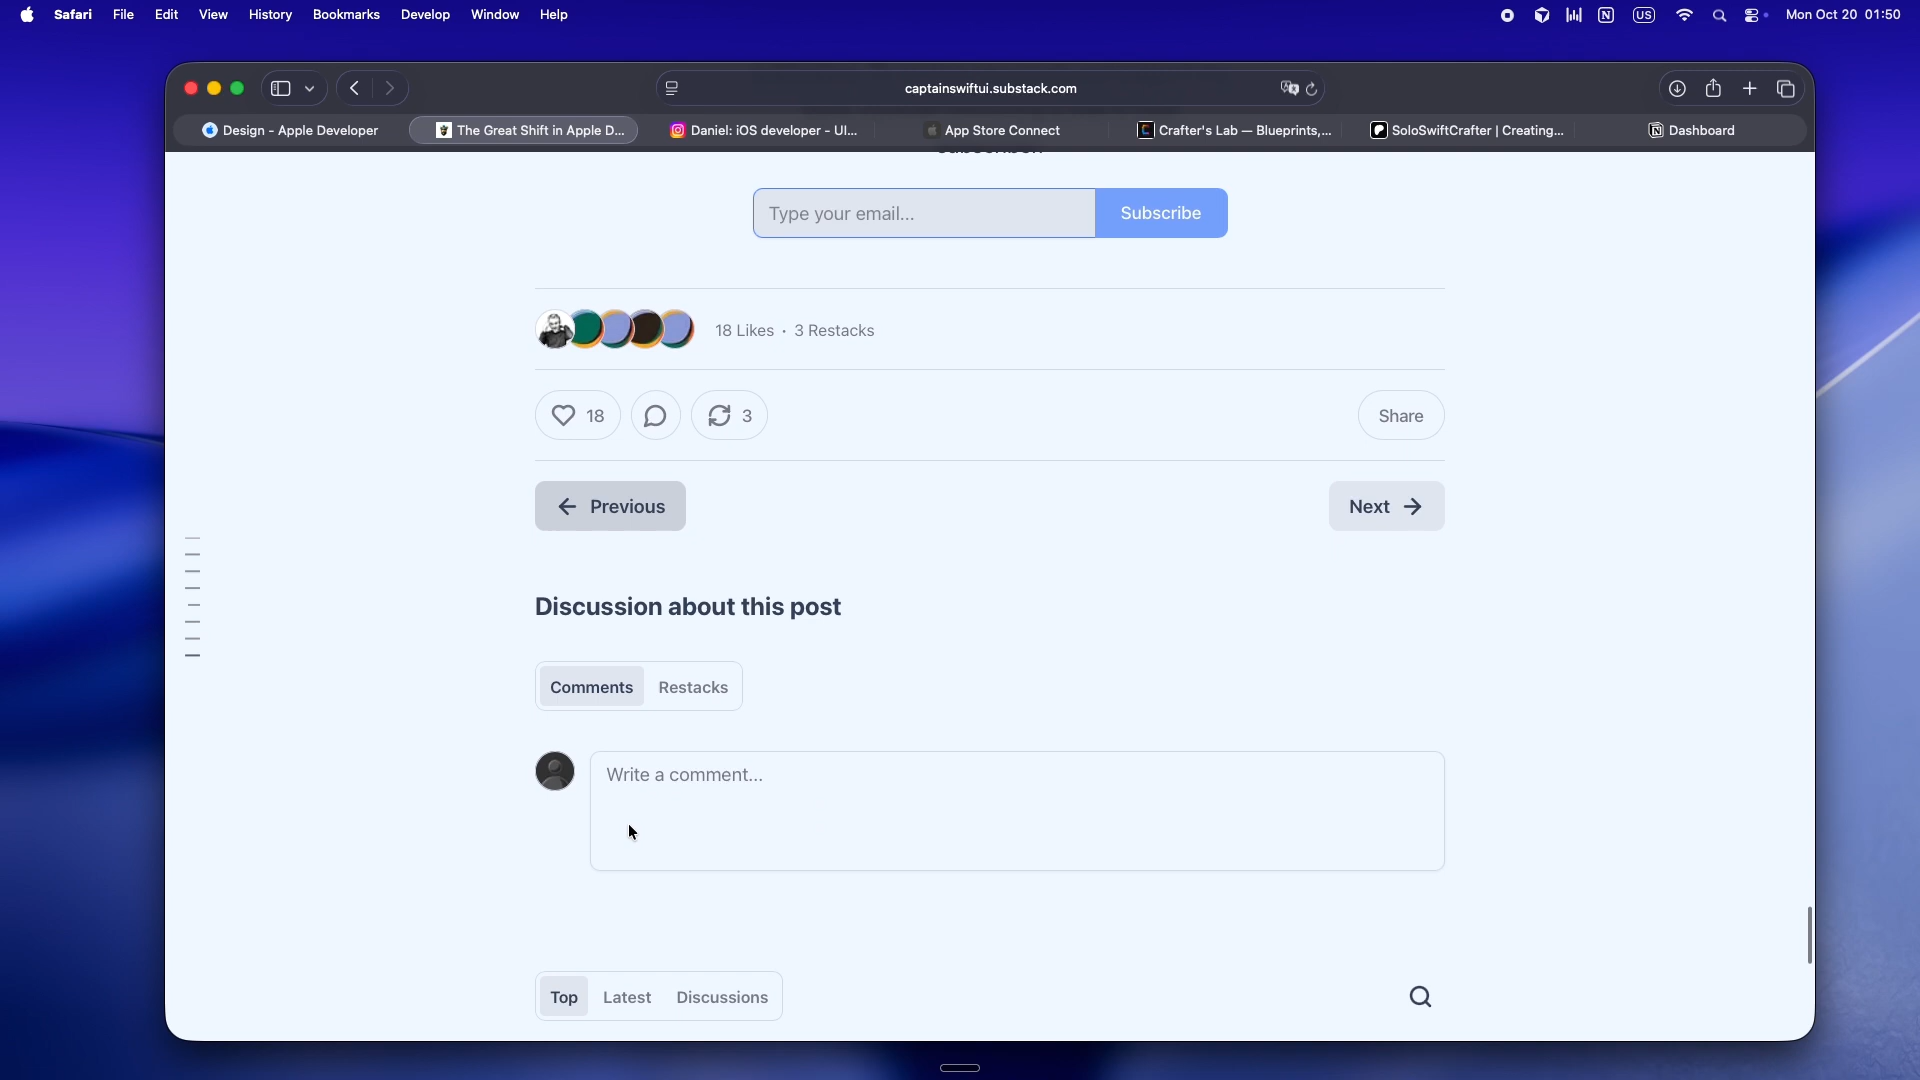 Safari File Edit View History Bookmarks Develop Window Help
US Mon Oct 20 01:50
captainswiftui.substack.com
Design - Apple Developer
The Great Shift in Apple D...
Daniel: iOS developer - UI...
App Store Connect
Crafter's Lab — Blueprints,...
SoloSwiftCrafter | Creating...
Dashboard
Type your email...
Subscribe
18 Likes · 3 Restacks
18
3
Share
← Previous
Next →
Discussion about this post
Comments Restacks
Write a comment...
Top Latest Discussions